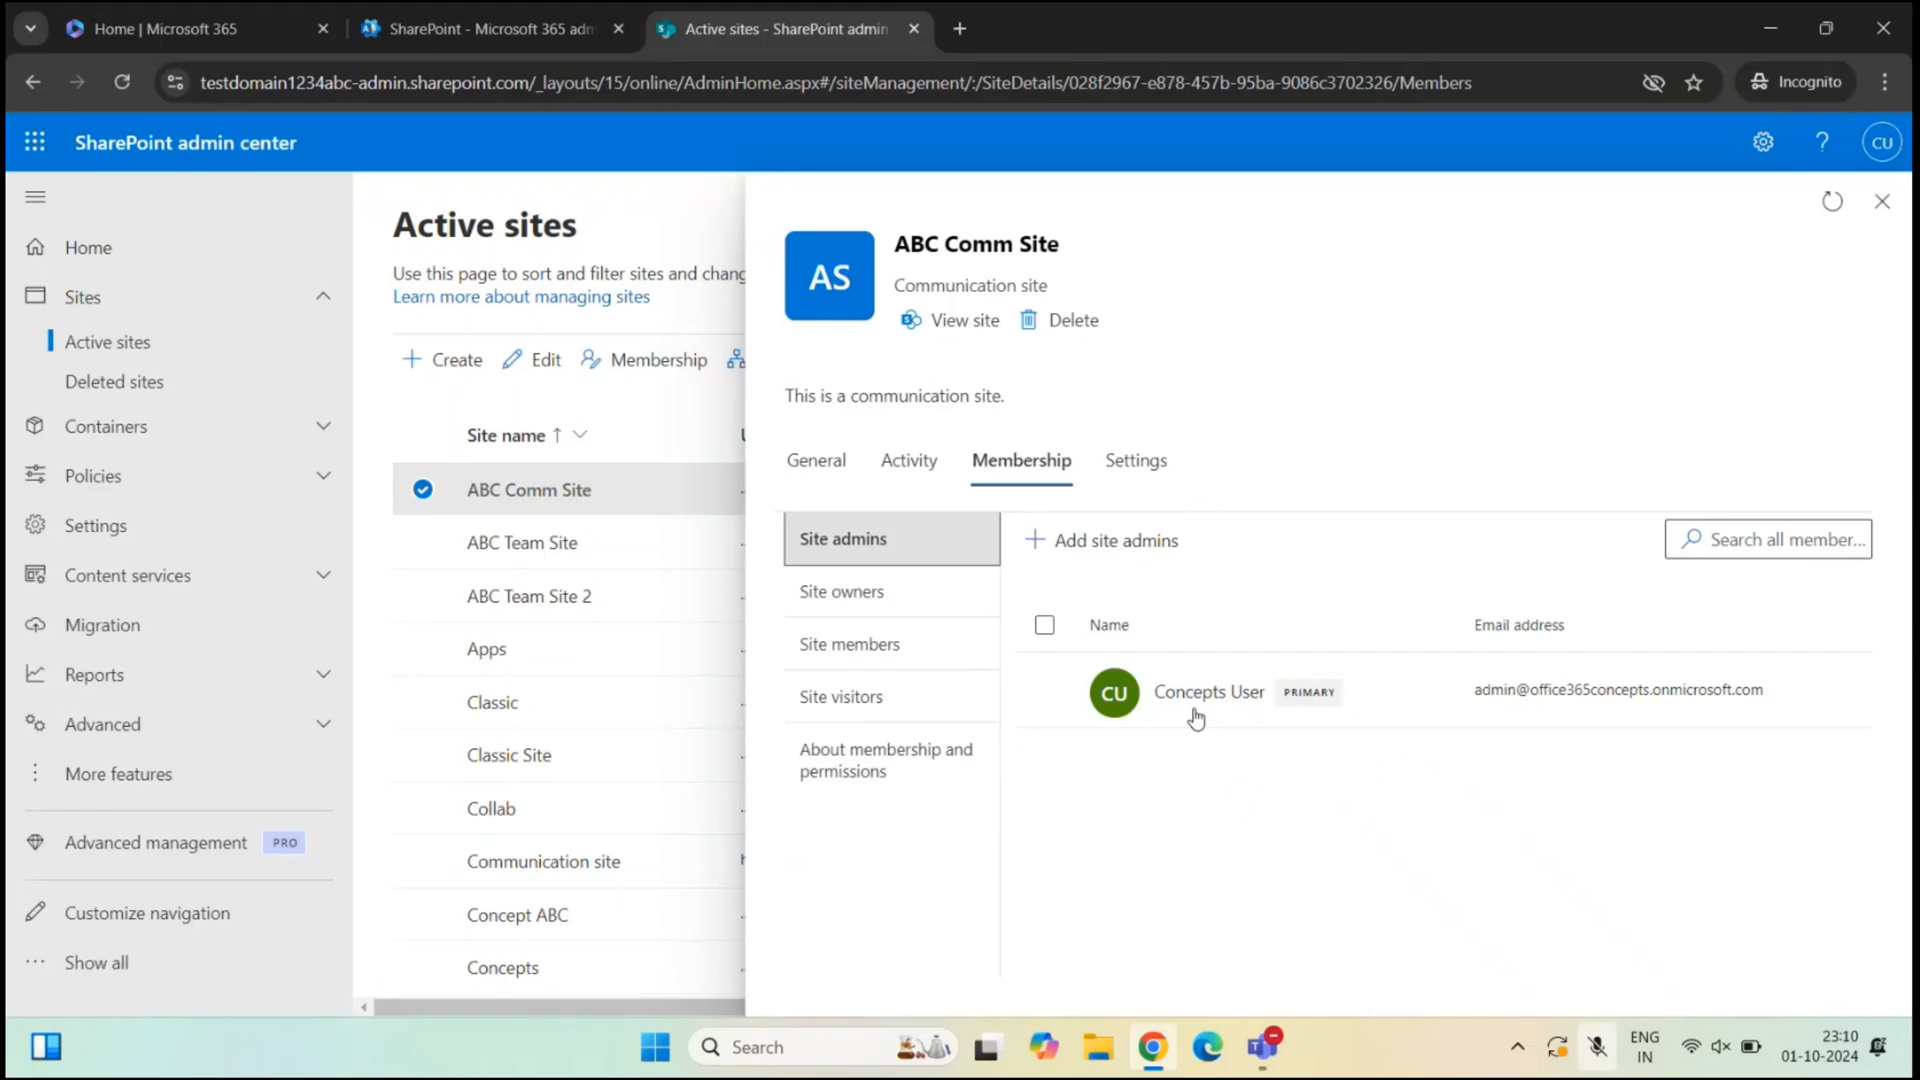 Home | Microsoft 365
SharePoint - Microsoft 365 adm
Active sites - SharePoint admin
testdomain1234abc-admin.sharepoint.com/_layouts/15/online/AdminHome.aspx#/siteManagement/:/SiteDetails/028f2967-e878-457b-95ba-9086c3702326/Members
Incognito
SharePoint admin center
CU
Home
Sites
Active sites
Deleted sites
Containers
Policies
Settings
Content services
Migration
Reports
Advanced
More features
Advanced management PRO
Customize navigation
Show all
Active sites
Use this page to sort and filter sites and chang
Learn more about managing sites
Create
Edit
Membership
Site name
ABC Comm Site
ABC Team Site
ABC Team Site 2
Apps
Classic
Classic Site
Collab
Communication site
Concept ABC
Concepts
AS
ABC Comm Site
Communication site
View site
Delete
This is a communication site.
General
Activity
Membership
Settings
Site admins
Site owners
Site members
Site visitors
About membership and
permissions
Add site admins
Search all member...
Name
Email address
CU
Concepts User
PRIMARY
admin@office365concepts.onmicrosoft.com
Search
ENG
IN
23:10
01-10-2024